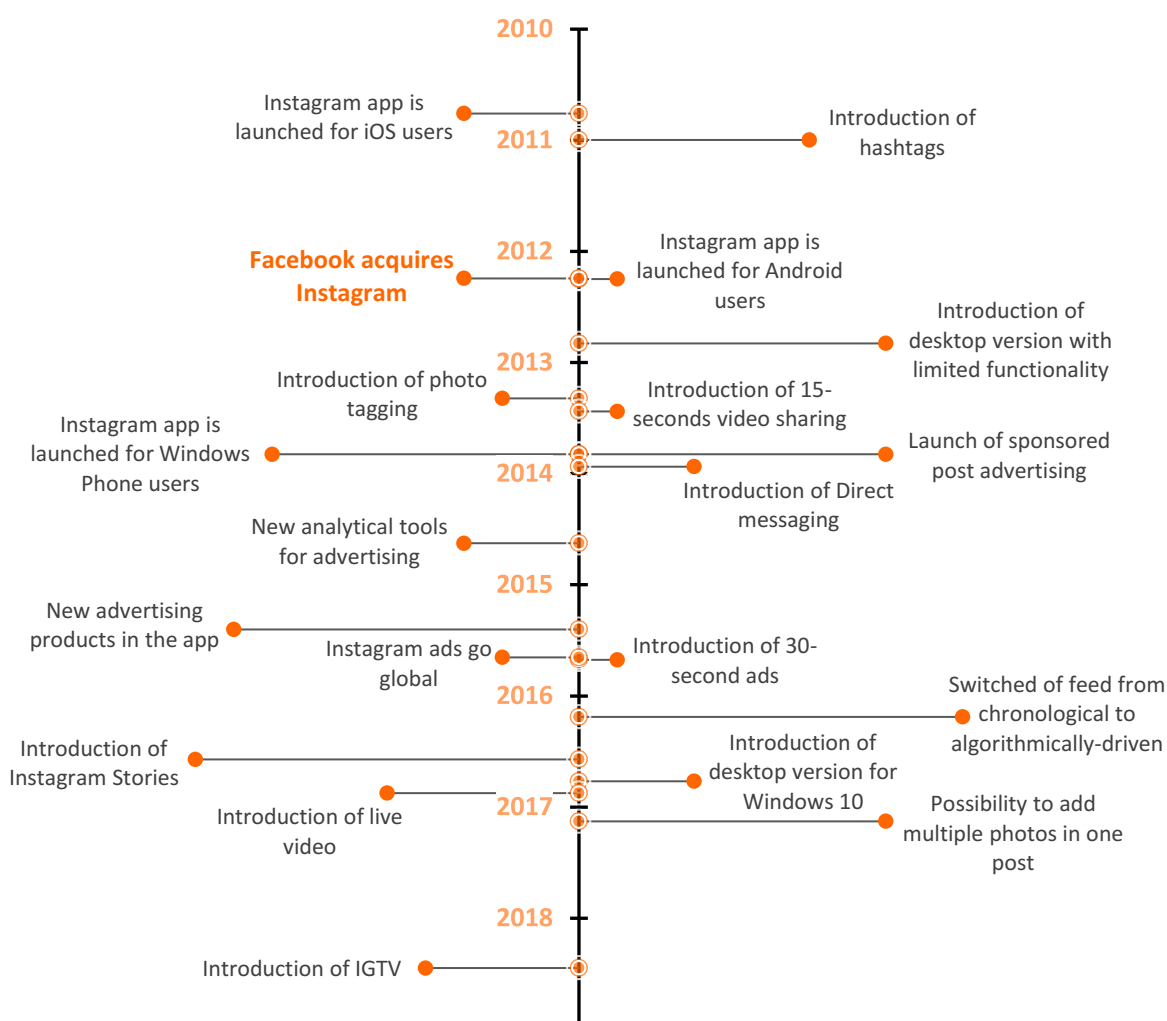 2010
Instagram app is
launched for iOS users
2011
Introduction of
hashtags
2012
Facebook acquires
Instagram
Instagram app is
launched for Android
users
Introduction of
desktop version with
limited functionality
2013
Introduction of photo
tagging
Introduction of 15-
seconds video sharing
Instagram app is
launched for Windows
Phone users
Launch of sponsored
post advertising
2014
Introduction of Direct
messaging
New analytical tools
for advertising
2015
New advertising
products in the app
Instagram ads go
global
Introduction of 30-
second ads
2016
Switched of feed from
chronological to
algorithmically-driven
Introduction of
Instagram Stories
Introduction of
desktop version for
Windows 10
2017
Introduction of live
video
Possibility to add
multiple photos in one
post
2018
Introduction of IGTV